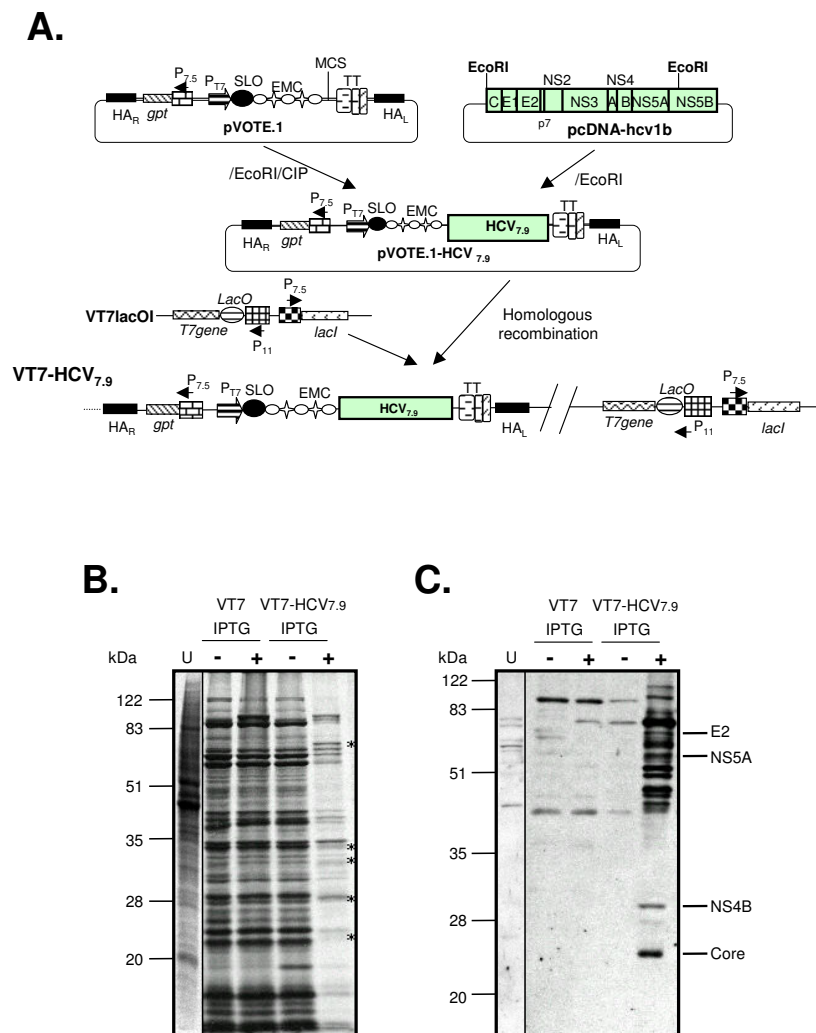 A.
MCS
P7.5 PT7 SLO EMC TT
HAR gpt HAL
pVOTE.1
EcoRI EcoRI
NS2 NS4
C E1 E2 NS3 A B NS5A NS5B
p7
pcDNA-hcv1b
/EcoRI/CIP
/EcoRI
P7.5 PT7 SLO EMC TT
HCV7.9
HAR gpt HAL
pVOTE.1-HCV 7.9
VT7lacOI
LacO P7.5
T7gene P11 lacI
Homologous
recombination
VT7-HCV7.9
P7.5 PT7 SLO EMC TT LacO P7.5
HCV7.9
HAR gpt HAL T7gene P11 lacI
B.
VT7 VT7-HCV7.9
IPTG IPTG
kDa U - + - +
122
83
*
51
35
*
*
28
*
*
20
C.
VT7 VT7-HCV7.9
IPTG IPTG
kDa U - + - +
122
83
E2
NS5A
51
35
NS4B
28
Core
20